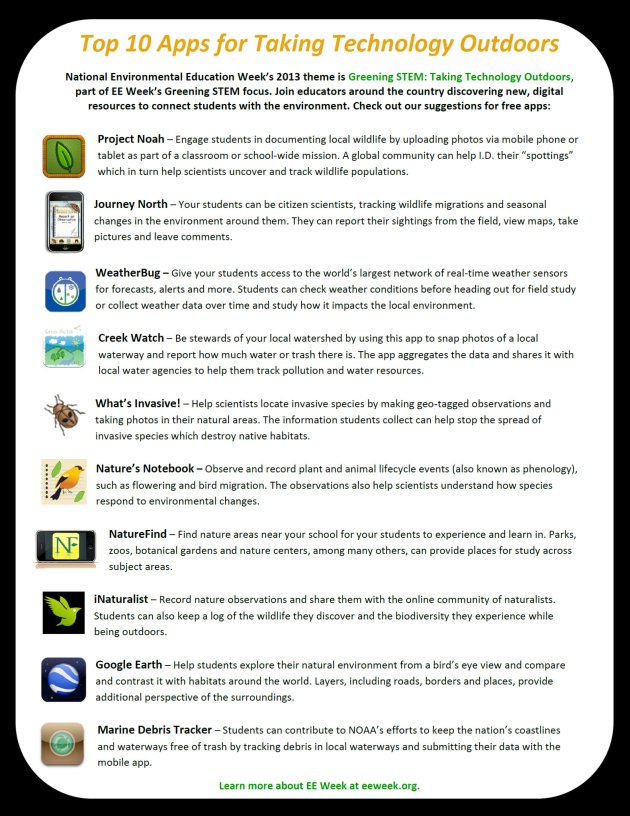 Top 10 Apps for Taking Technology Outdoors
National Environmental Education Week's 2013 theme is Greening STEM: Taking Technology Outdoors,
part of EE Week's Greening STEM focus. Join educators around the country discovering new, digital
resources to connect students with the environment. Check out our suggestions for free apps:
Project Noah – Engage students in documenting local wildlife by uploading photos via mobile phone or
tablet as part of a classroom or school-wide mission. A global community can help I.D. their "spottings"
which in turn help scientists uncover and track wildlife populations.
Journey North – Your students can be citizen scientists, tracking wildlife migrations and seasonal
changes in the environment around them. They can report their sightings from the field, view maps, take
pictures and leave comments.
WeatherBug – Give your students access to the world's largest network of real-time weather sensors
for forecasts, alerts and more. Students can check weather conditions before heading out for field study
or collect weather data over time and study how it impacts the local environment.
Creek Watch – Be stewards of your local watershed by using this app to snap photos of a local
waterway and report how much water or trash there is. The app aggregates the data and shares it with
local water agencies to help them track pollution and water resources.
What's Invasive! – Help scientists locate invasive species by making geo-tagged observations and
taking photos in their natural areas. The information students collect can help stop the spread of
invasive species which destroy native habitats.
Nature's Notebook – Observe and record plant and animal lifecycle events (also known as phenology),
such as flowering and bird migration. The observations also help scientists understand how species
respond to environmental changes.
NF
NatureFind – Find nature areas near your school for your students to experience and learn in. Parks,
zoos, botanical gardens and nature centers, among many others, can provide places for study across
subject areas.
iNaturalist – Record nature observations and share them with the online community of naturalists.
Students can also keep a log of the wildlife they discover and the biodiversity they experience while
being outdoors.
Google Earth – Help students explore their natural environment from a bird's eye view and compare
and contrast it with habitats around the world. Layers, including roads, borders and places, provide
additional perspective of the surroundings.
Marine Debris Tracker – Students can contribute to NOAA's efforts to keep the nation's coastlines
and waterways free of trash by tracking debris in local waterways and submitting their data with the
mobile app.
Learn more about EE Week at eeweek.org.